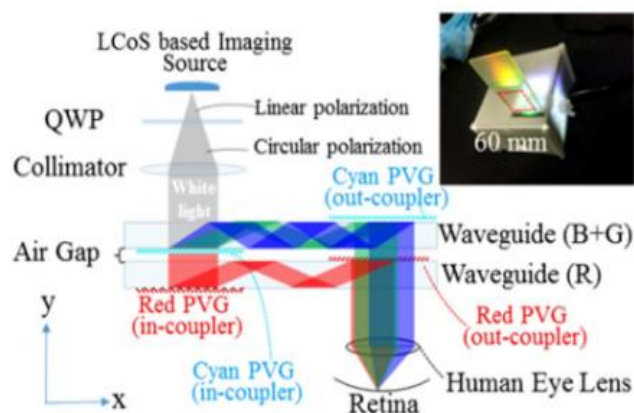 LCoS based Imaging
Source
QWP
Linear polarization
Circular polarization
Collimator
White
light
60 mm
Cyan PVG
(out-coupler)
Waveguide (B+G)
Air Gap
Waveguide (R)
Red PVG
(in-coupler)
Red PVG
(out-coupler)
Cyan PVG
(in-coupler)
y
x
Human Eye Lens
Retina